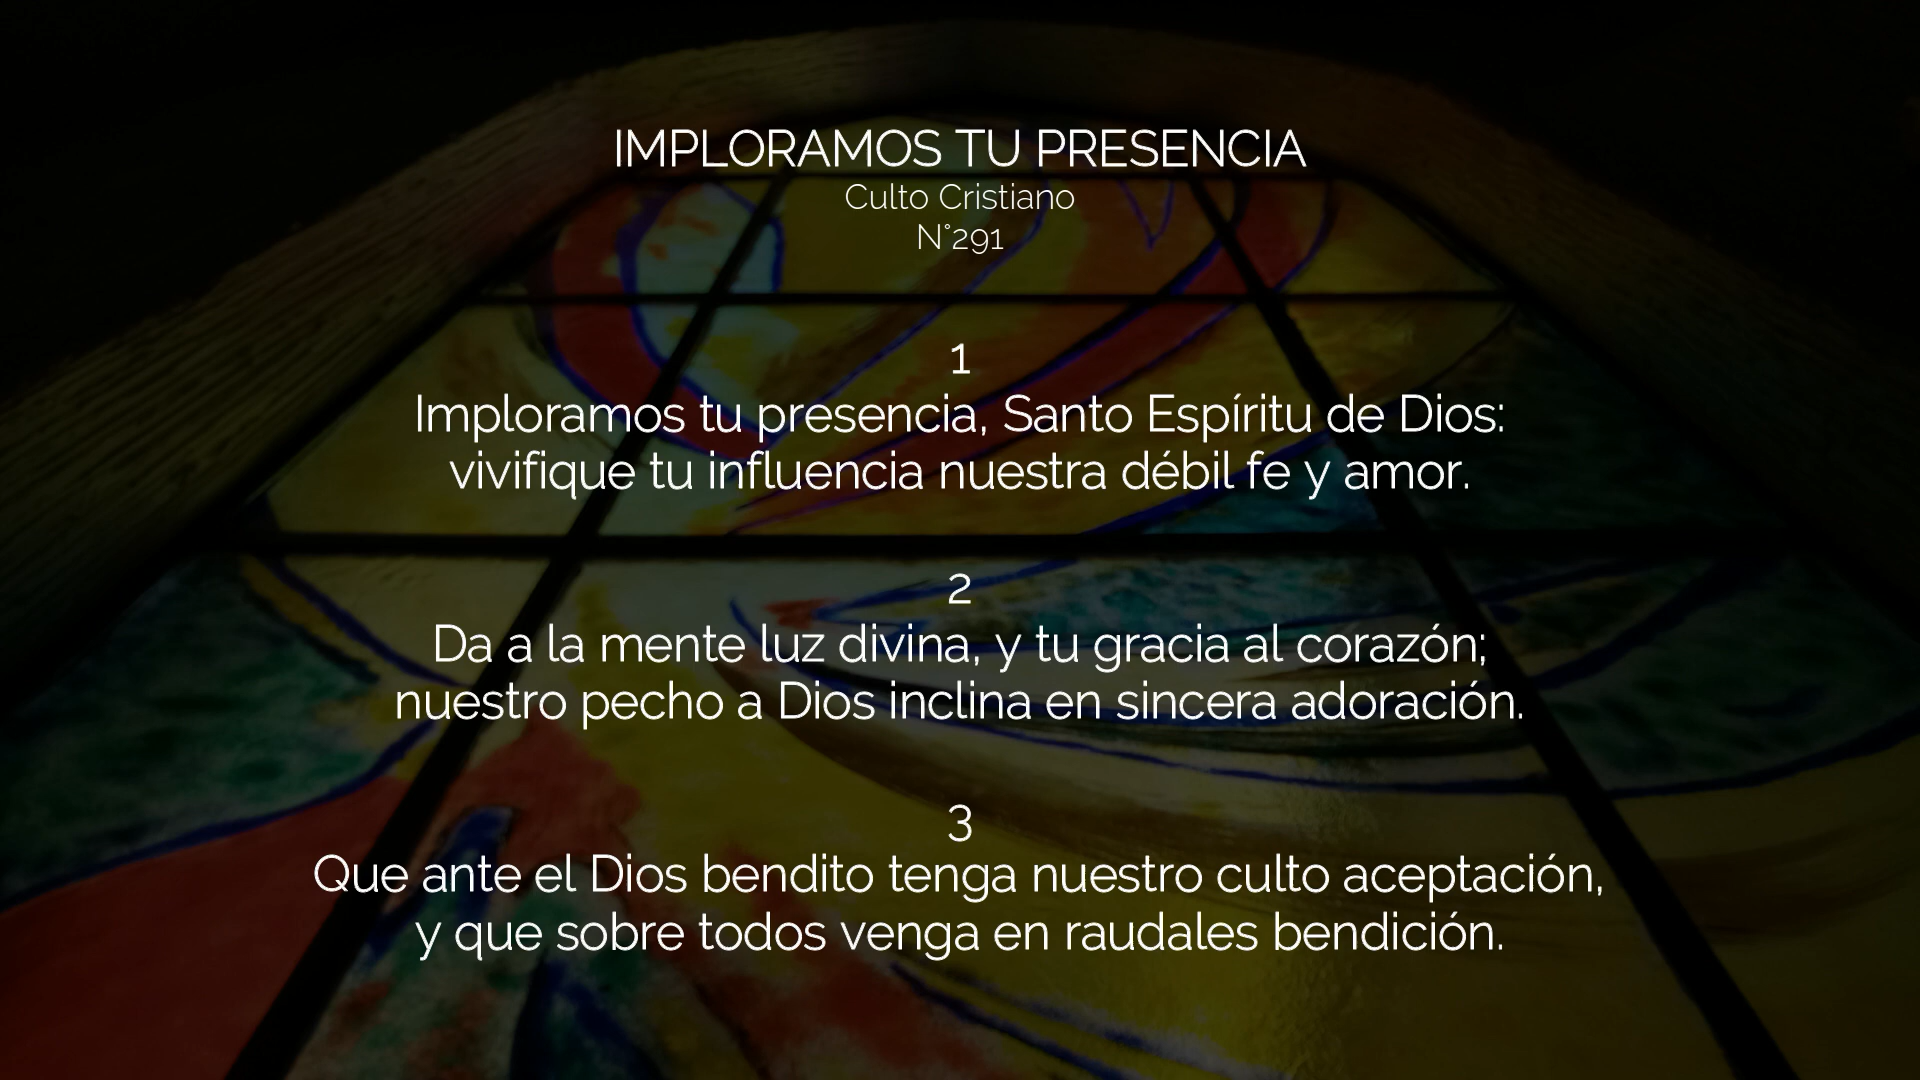 IMPLORAMOS TU PRESENCIA
Culto Cristiano
N°291
1
Imploramos tu presencia, Santo Espíritu de Dios:
vivifique tu influencia nuestra débil fe y amor.
2
Da a la mente luz divina, y tu gracia al corazón;
nuestro pecho a Dios inclina en sincera adoración.
3
Que ante el Dios bendito tenga nuestro culto aceptación,
y que sobre todos venga en raudales bendición.